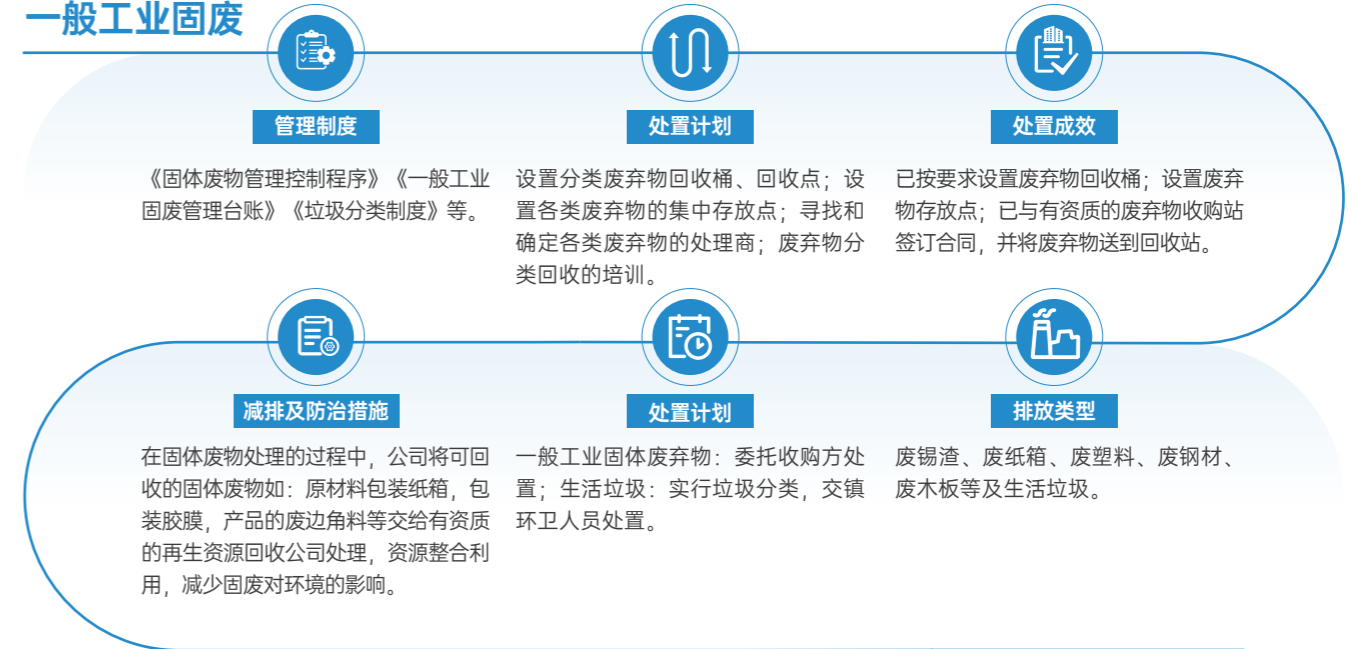 一般工业固废
管理制度
《固体废物管理控制程序》《一般工业
固废管理台账》《垃圾分类制度》等。
处置计划
设置分类废弃物回收桶、回收点；设
置各类废弃物的集中存放点；寻找和
确定各类废弃物的处理商；废弃物分
类回收的培训。
处置成效
已按要求设置废弃物回收桶；设置废弃
物存放点；已与有资质的废弃物收购站
签订合同，并将废弃物送到回收站。
减排及防治措施
在固体废物处理的过程中，公司将可回
收的固体废物如：原材料包装纸箱，包
装胶膜，产品的废边角料等交给有资质
的再生资源回收公司处理，资源整合利
用，减少固废对环境的影响。
处置计划
一般工业固体废弃物：委托收购方处
置；生活垃圾：实行垃圾分类，交镇
环卫人员处置。
排放类型
废锡渣、废纸箱、废塑料、废钢材、
废木板等及生活垃圾。